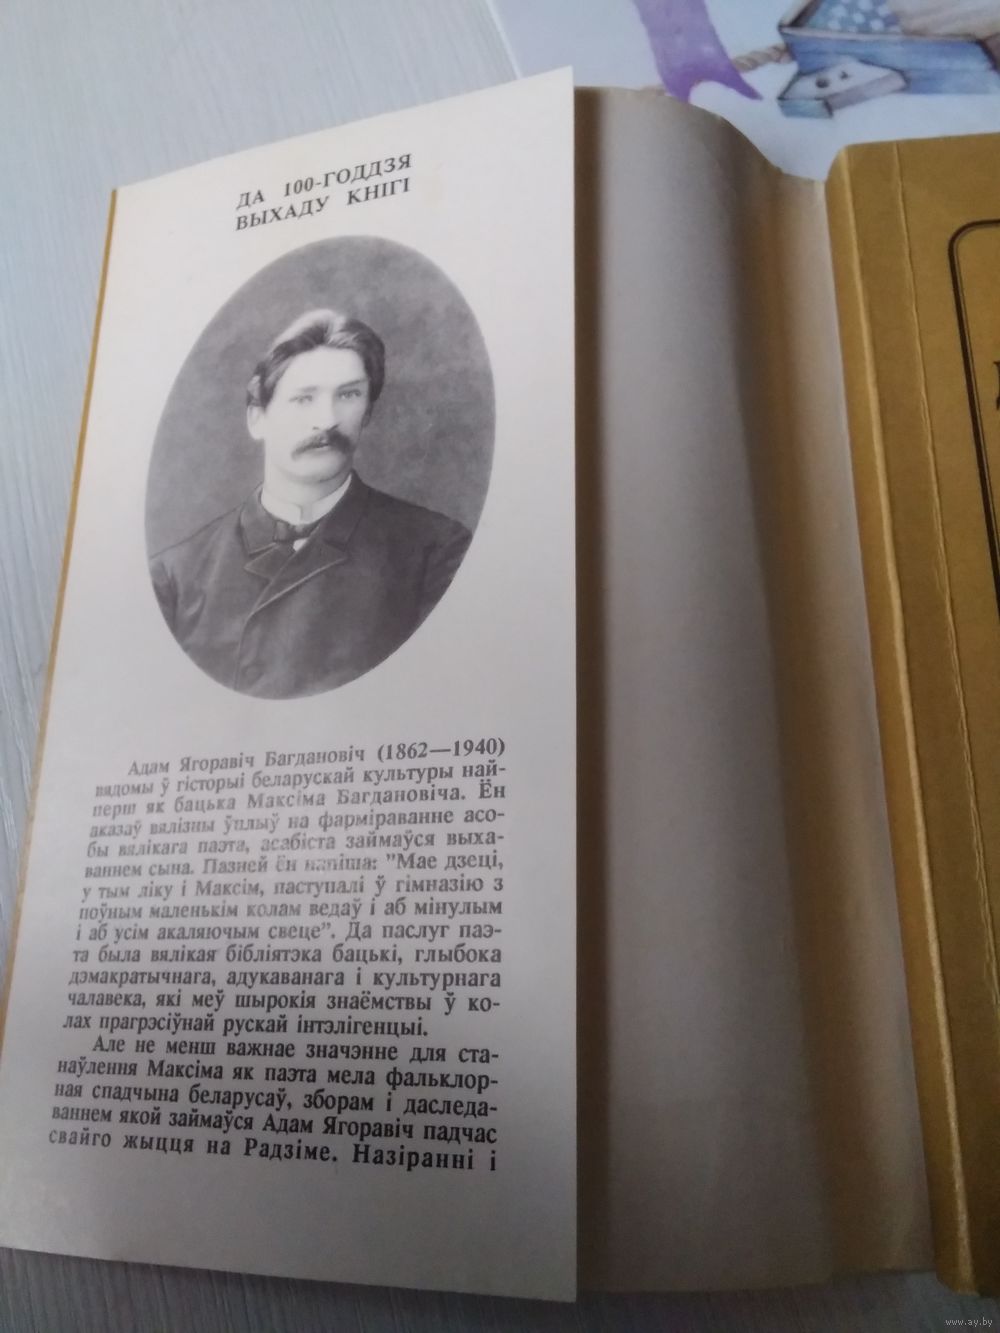 ДА 100-ГОДДЗЯ
ВЫХАДУ КНІГІ
Адам Ягоравіч Багдановіч (1862—1940)
вядомы ў гісторыі беларускай культуры най-
перш як бацька Максіма Багдановіча. Ён
аказаў вялізны ўплыў на фарміраванне асо-
бы вялікага паэта, асабіста займаўся выха-
ваннем сына. Пазней ён напіша: "Мае дзеці,
у тым ліку і Максім, паступалі ў гімназію з
поўным маленькім колам ведаў і аб мінулым
і аб усім акаляючым свеце". Да паслуг паэ-
та была вялікая бібліятэка бацькі, глыбока
дэмакратычнага, адукаванага і культурнага
чалавека, які меў шырокія знаёмствы ў ко-
лах прагрэсіўнай рускай інтэлігенцыі.
Але не менш важнае значэнне для ста-
наўлення Максіма як паэта мела фальклор-
ная спадчына беларусаў, зборам і даследа-
ваннем якой займаўся Адам Ягоравіч падчас
свайго жыцця на Радзіме. Назіранні і
www.ay.by